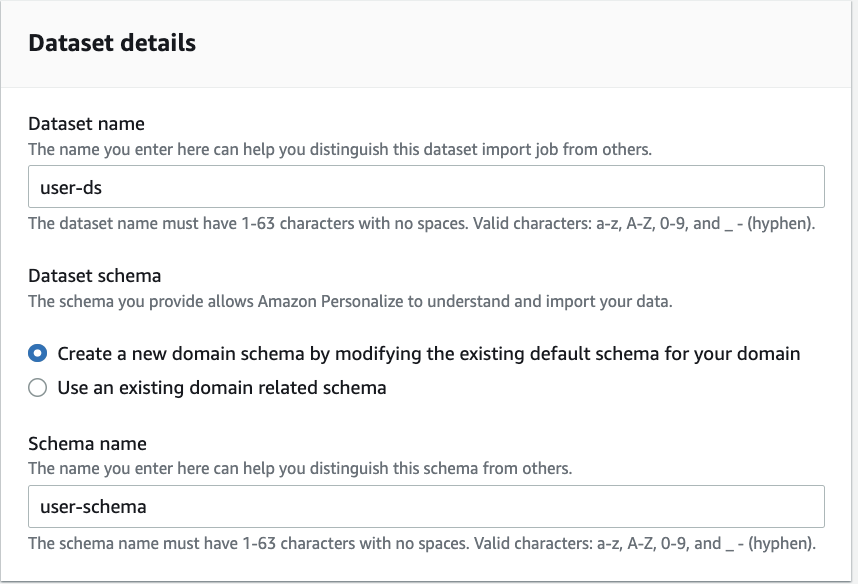 Dataset details
Dataset name
The name you enter here can help you distinguish this dataset import job from others.
user-ds
The dataset name must have 1-63 characters with no spaces. Valid characters: a-z, A-Z, 0-9, and _ - (hyphen).
Dataset schema
The schema you provide allows Amazon Personalize to understand and import your data.
Create a new domain schema by modifying the existing default schema for your domain
Use an existing domain related schema
Schema name
The name you enter here can help you distinguish this schema from others.
user-schema
The schema name must have 1-63 characters with no spaces. Valid characters: a-z, A-Z, 0-9, and _ - (hyphen).